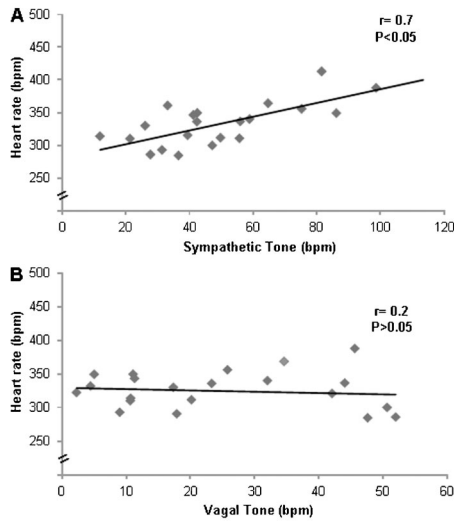 A
500
r= 0.7
P<0.05
450
400
350
300
250
Heart rate (bpm)
0 20 40 60 80 100 120
Sympathetic Tone (bpm)
B
500
r= 0.2
P>0.05
450
400
350
300
250
Heart rate (bpm)
0 10 20 30 40 50 60
Vagal Tone (bpm)